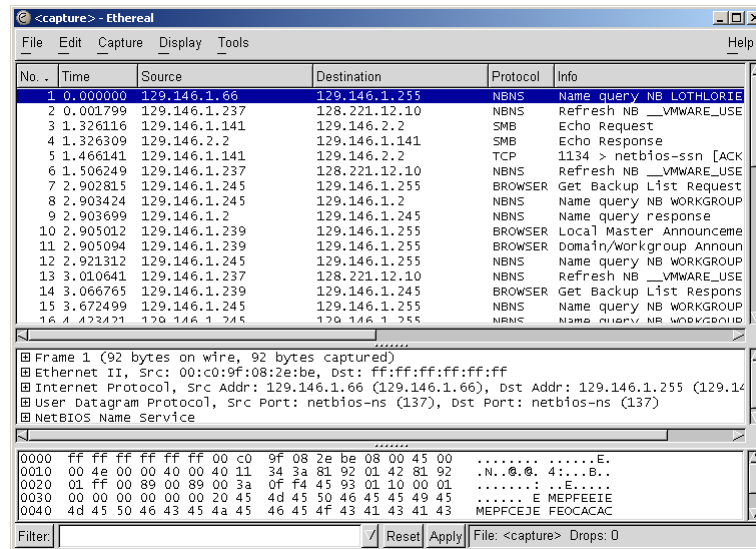 <capture> - Ethereal
File Edit Capture Display Tools Help
No. . Time Source Destination Protocol Info
1 0.000000 129.146.1.66 129.146.1.255 NBNS Name query NB LOTHLORIE
2 0.001799 129.146.1.237 128.221.12.10 NBNS Refresh NB __VMWARE_USE
3 1.326116 129.146.1.141 129.146.2.2 SMB Echo Request
4 1.326309 129.146.2.2 129.146.1.141 SMB Echo Response
5 1.466141 129.146.1.141 129.146.2.2 TCP 1134 > netbios-ssn [ACK
6 1.506249 129.146.1.237 128.221.12.10 NBNS Refresh NB __VMWARE_USE
7 2.902815 129.146.1.245 129.146.1.255 BROWSER Get Backup List Request
8 2.903424 129.146.1.245 129.146.1.2 NBNS Name query NB WORKGROUP
9 2.903699 129.146.1.2 129.146.1.245 NBNS Name query response
10 2.905012 129.146.1.239 129.146.1.255 BROWSER Local Master Announceme
11 2.905094 129.146.1.239 129.146.1.255 BROWSER Domain/Workgroup Announ
12 2.921312 129.146.1.245 129.146.1.255 NBNS Name query NB WORKGROUP
13 3.010641 129.146.1.237 128.221.12.10 NBNS Refresh NB __VMWARE_USE
14 3.066765 129.146.1.239 129.146.1.245 BROWSER Get Backup List Respons
15 3.672499 129.146.1.245 129.146.1.255 NBNS Name query NB WORKGROUP
16 4.423421 129.146.1.245 129.146.1.255 NBNS Name query NB WORKGROUP
Frame 1 (92 bytes on wire, 92 bytes captured)
Ethernet II, Src: 00:c0:9f:08:2e:be, Dst: ff:ff:ff:ff:ff:ff
Internet Protocol, Src Addr: 129.146.1.66 (129.146.1.66), Dst Addr: 129.146.1.255 (129.14
User Datagram Protocol, Src Port: netbios-ns (137), Dst Port: netbios-ns (137)
NetBIOS Name Service
0000 ff ff ff ff ff ff 00 c0 9f 08 2e be 08 00 45 00 ........ ......E.
0010 00 4e 00 00 40 00 40 11 34 3a 81 92 01 42 81 92 .N..@.@. 4:...B..
0020 01 ff 00 89 00 89 00 3a 0f f4 45 93 01 10 00 01 .......: ..E.....
0030 00 00 00 00 00 00 20 45 4d 45 50 46 45 45 49 45 ...... E MEPFEEIE
0040 4d 45 50 46 43 45 4a 45 46 45 4f 43 41 43 41 43 MEPFCEJE FEOCACAC
Filter: Reset Apply File: <capture> Drops: 0